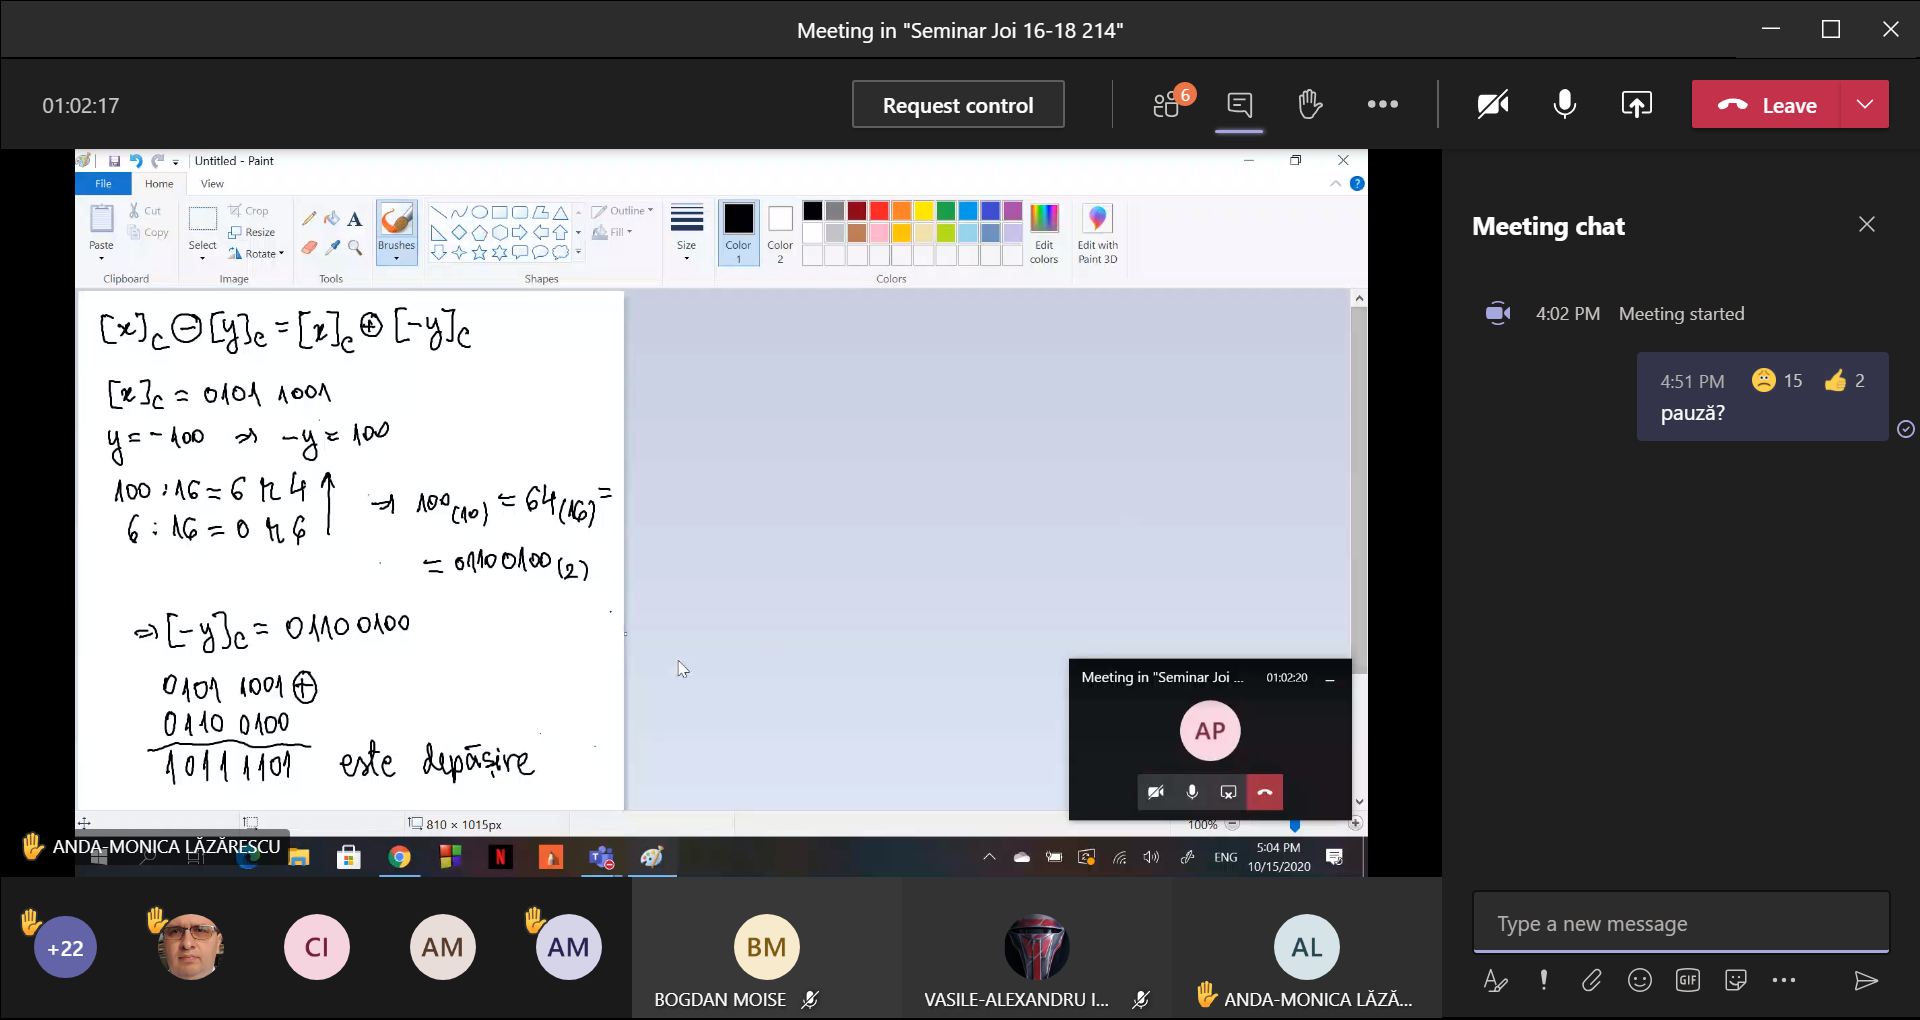 Meeting in "Seminar Joi 16-18 214"
01:02:17
Request control
6
Leave
Untitled - Paint
File Home View
Paste
Cut
Copy
Clipboard
Select
Crop
Resize
Rotate
Image
A
Tools
Brushes
Outline
Fill
Shapes
Size
Color 1
Color 2
Edit colors
Edit with Paint 3D
Colors
[x]c ⊖ [y]c = [x]c ⊕ [-y]c
[x]c = 0101 1001
y = -100 ⇒ -y = 100
100 : 16 = 6 r 4 ↑
6 : 16 = 0 r 6
⇒ 100(10) = 64(16) =
= 01100100(2)
⇒ [-y]c = 01100100
0101 1001 ⊕
0110 0100
1011 1101 este depășire
Meeting in "Seminar Joi ... 01:02:20
AP
810 × 1015px
100%
ANDA-MONICA LĂZĂRESCU
ENG
5:04 PM
10/15/2020
+22
CI
AM
AM
BM
BOGDAN MOISE
VASILE-ALEXANDRU I...
AL
ANDA-MONICA LĂZĂ...
Meeting chat
4:02 PM Meeting started
4:51 PM 15 2
pauză?
Type a new message
GIF